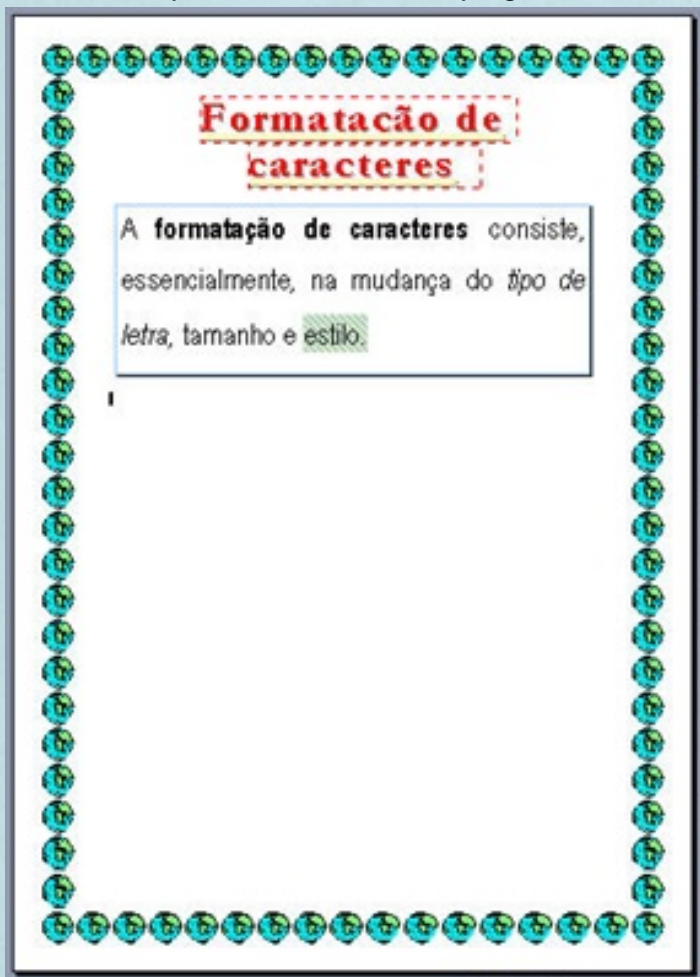 Formatacão de
caracteres
A formatação de caracteres consiste,
essencialmente, na mudança do tipo de
letra, tamanho e estilo.